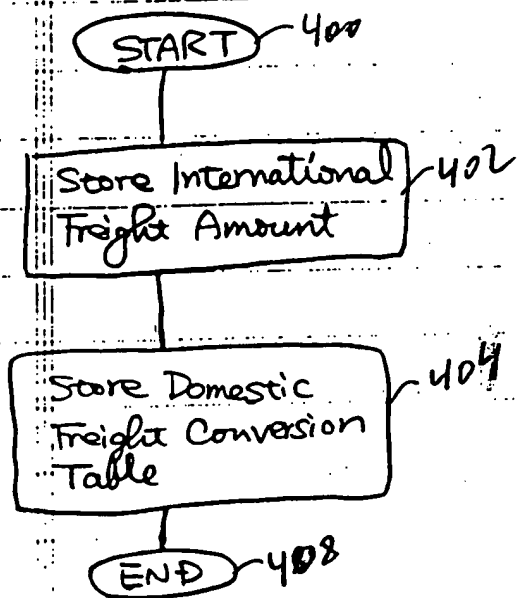 START 400
Store International 402
Freight Amount
Store Domestic 404
Freight Conversion
Table
END 408